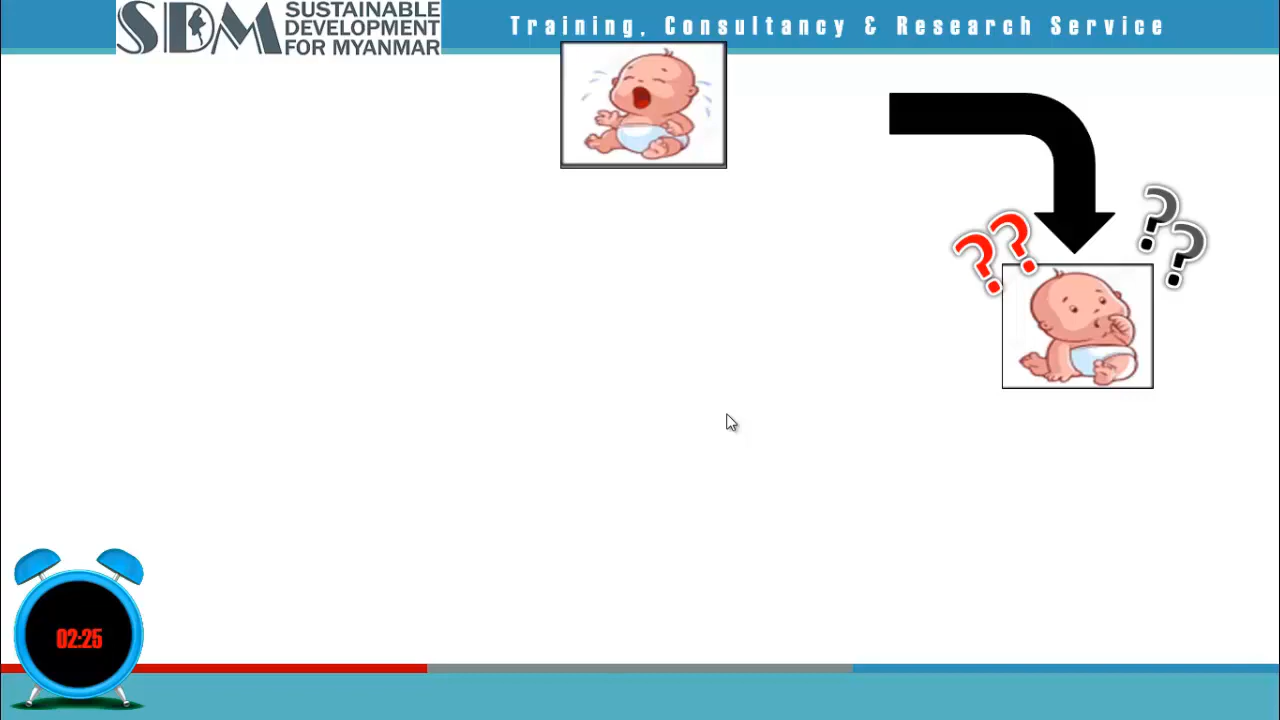 SDM
SUSTAINABLE
DEVELOPMENT
FOR MYANMAR
Training, Consultancy & Research Service
??
??
02:25